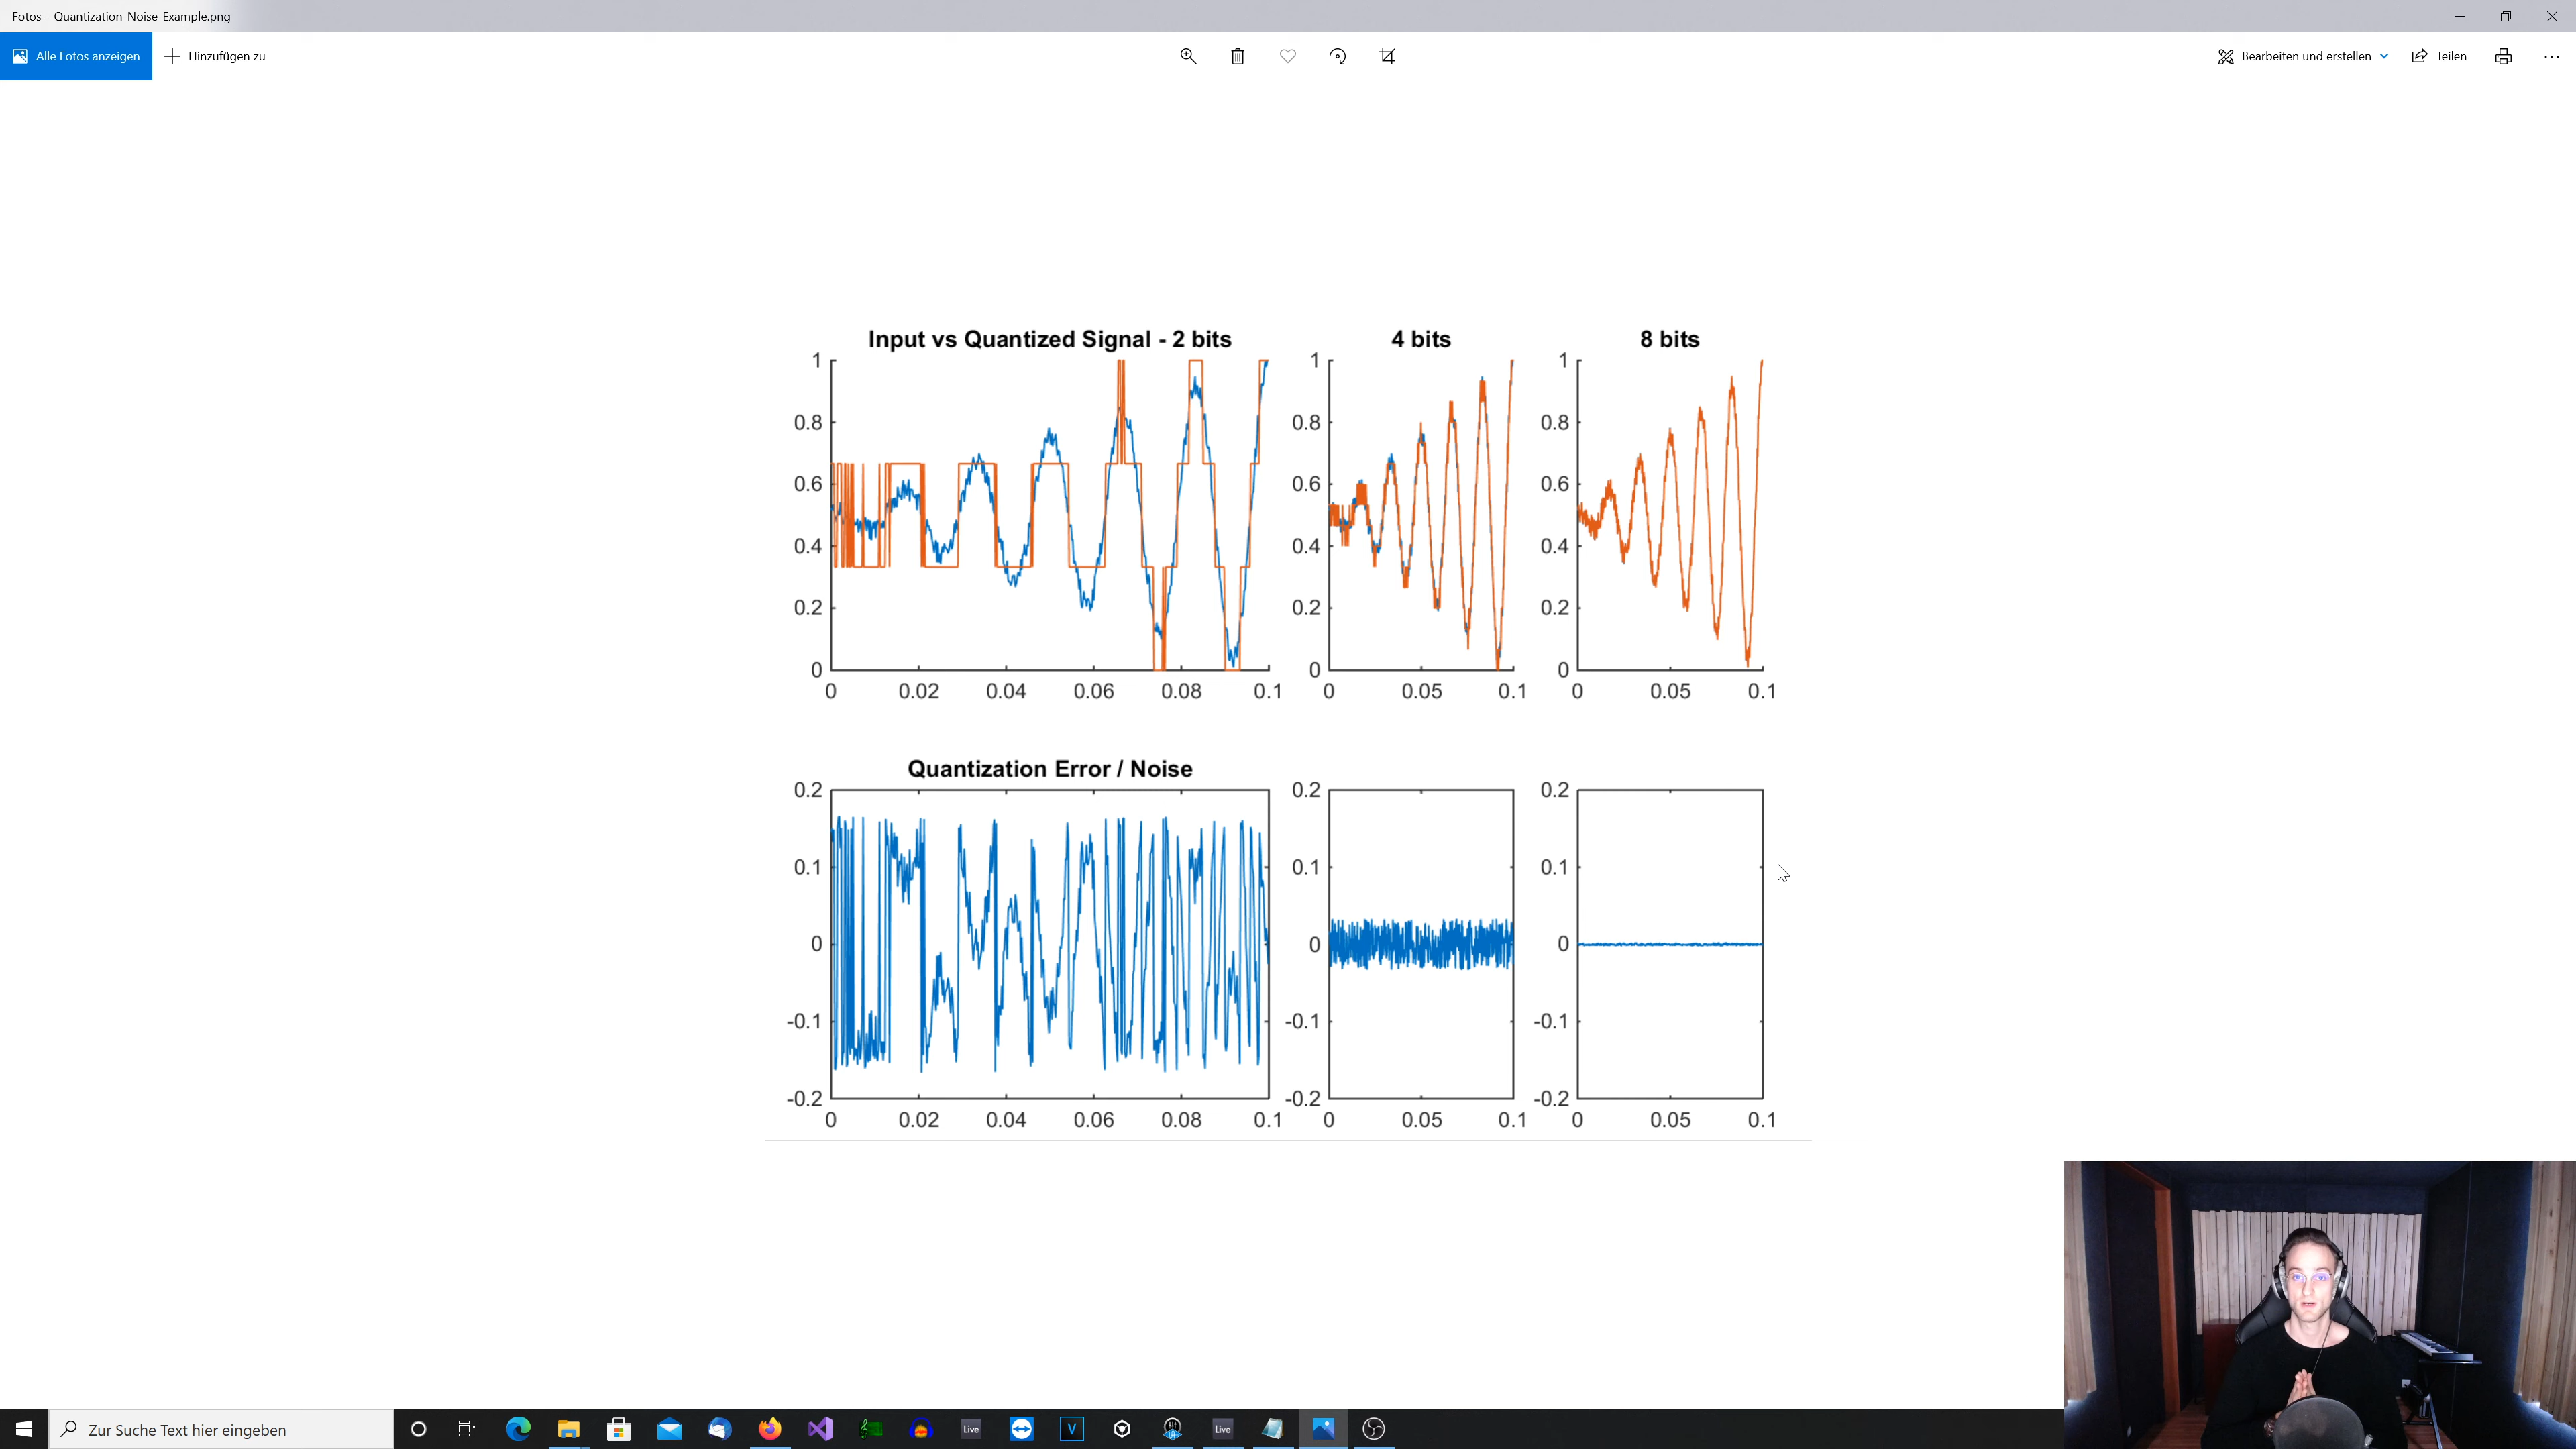 Fotos – Quantization-Noise-Example.png
Alle Fotos anzeigen
Hinzufügen zu
Bearbeiten und erstellen
Teilen
Input vs Quantized Signal - 2 bits
4 bits
8 bits
1
0.8
0.6
0.4
0.2
0
0 0.02 0.04 0.06 0.08 0.1
1
0.8
0.6
0.4
0.2
0
0 0.05 0.1
1
0.8
0.6
0.4
0.2
0
0 0.05 0.1
Quantization Error / Noise
0.2
0.1
0
-0.1
-0.2
0 0.02 0.04 0.06 0.08 0.1
0.2
0.1
0
-0.1
-0.2
0 0.05 0.1
0.2
0.1
0
-0.1
-0.2
0 0.05 0.1
Zur Suche Text hier eingeben
Live
V
Live